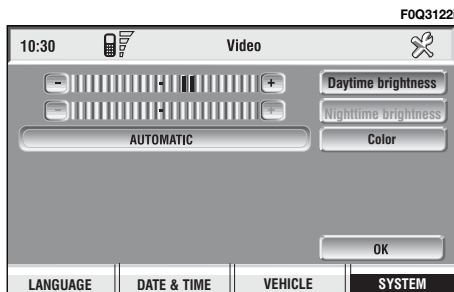 F0Q3122
10:30 Video
- + Daytime brightness
- + Nighttime brightness
AUTOMATIC Color
OK
LANGUAGE DATE & TIME VEHICLE SYSTEM